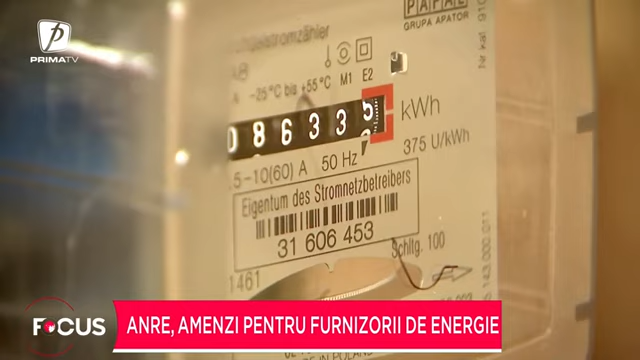 PRIMATV
PAFAL
GRUPA APATOR
-25°C bis +55°C M1 E2
086335 kWh
375 U/kWh
5-10(60) A 50 Hz
Eigentum des Stromnetzbetreibers
31 606 453
Schltg. 100
1461
FOCUS
ANRE, AMENZI PENTRU FURNIZORII DE ENERGIE